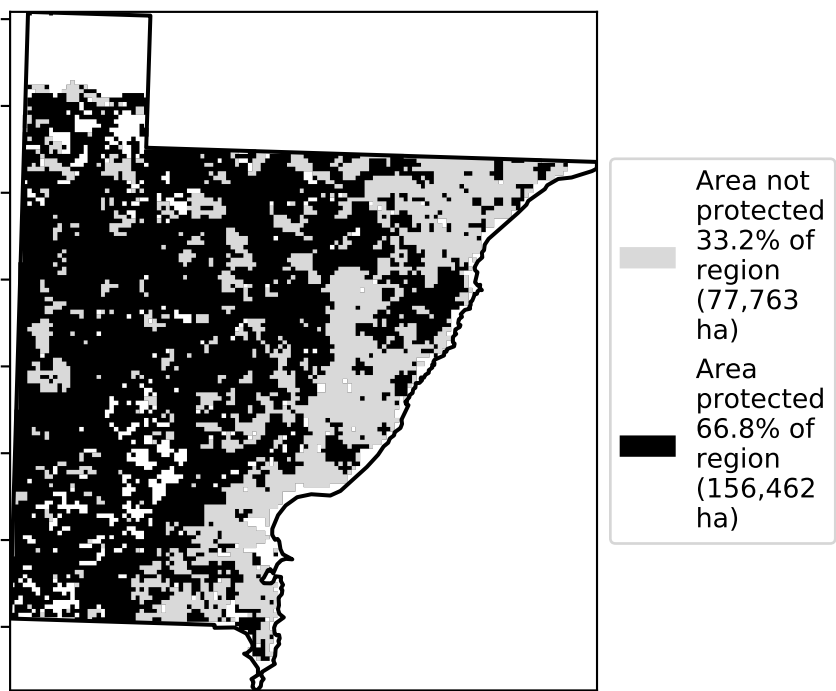 Area not
protected
33.2% of
region
(77,763
ha)
Area
protected
66.8% of
region
(156,462
ha)